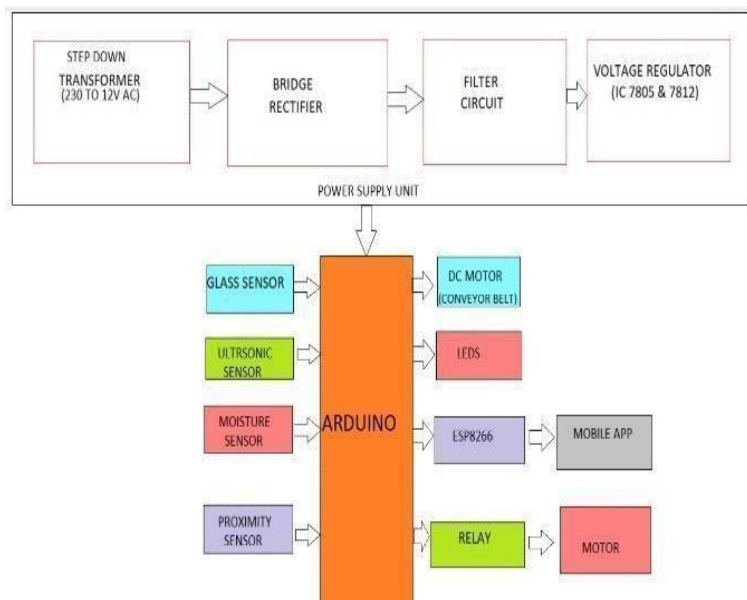 STEP DOWN
TRANSFORMER
(230 TO 12V AC)
BRIDGE
RECTIFIER
FILTER
CIRCUIT
VOLTAGE REGULATOR
(IC 7805 & 7812)
POWER SUPPLY UNIT
GLASS SENSOR
ULTRSONIC
SENSOR
MOISTURE
SENSOR
PROXIMITY
SENSOR
ARDUINO
DC MOTOR
(CONVEYOR BELT)
LEDS
ESP8266
MOBILE APP
RELAY
MOTOR